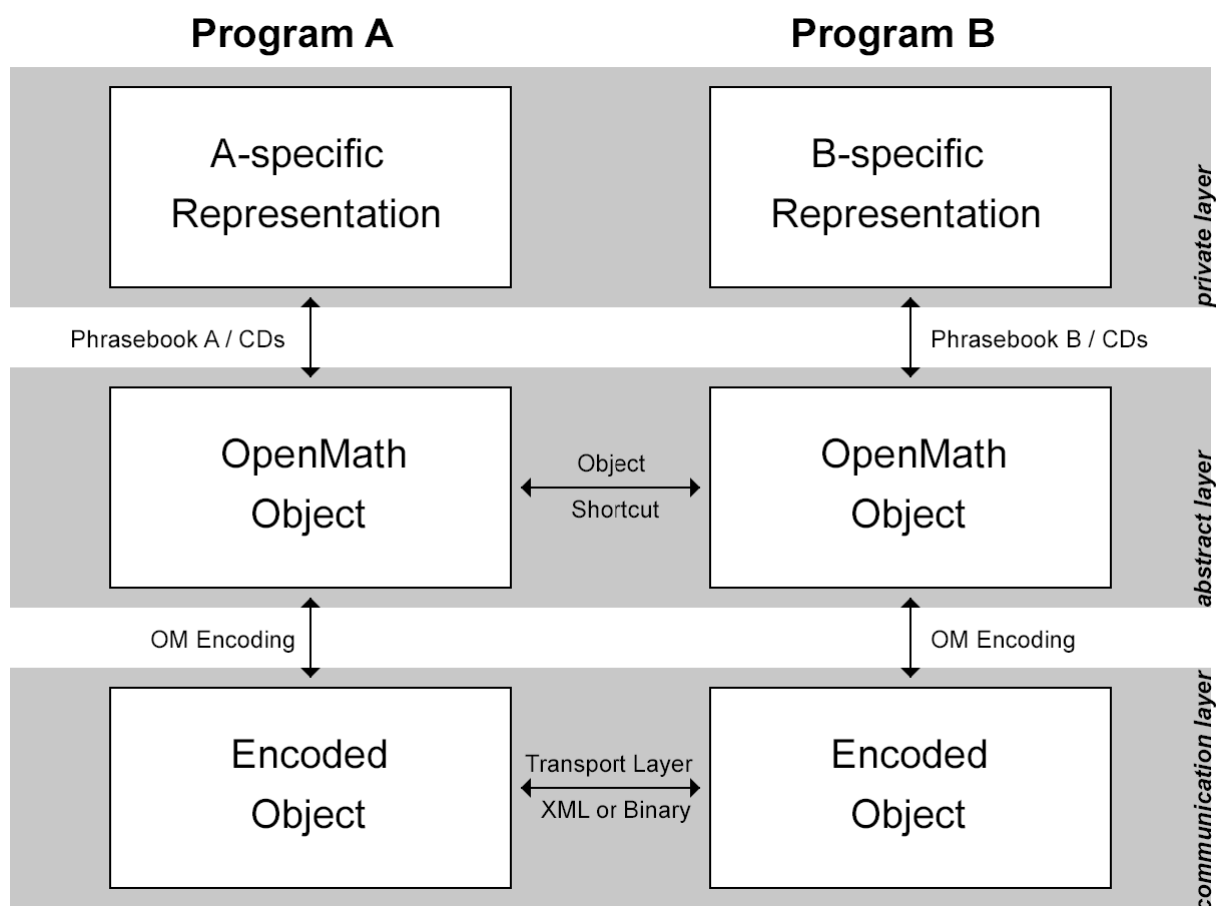 Program A
Program B
A-specific
Representation
B-specific
Representation
private layer
Phrasebook A / CDs
Phrasebook B / CDs
OpenMath
Object
Object
Shortcut
OpenMath
Object
abstract layer
OM Encoding
OM Encoding
Encoded
Object
Transport Layer
XML or Binary
Encoded
Object
communication layer